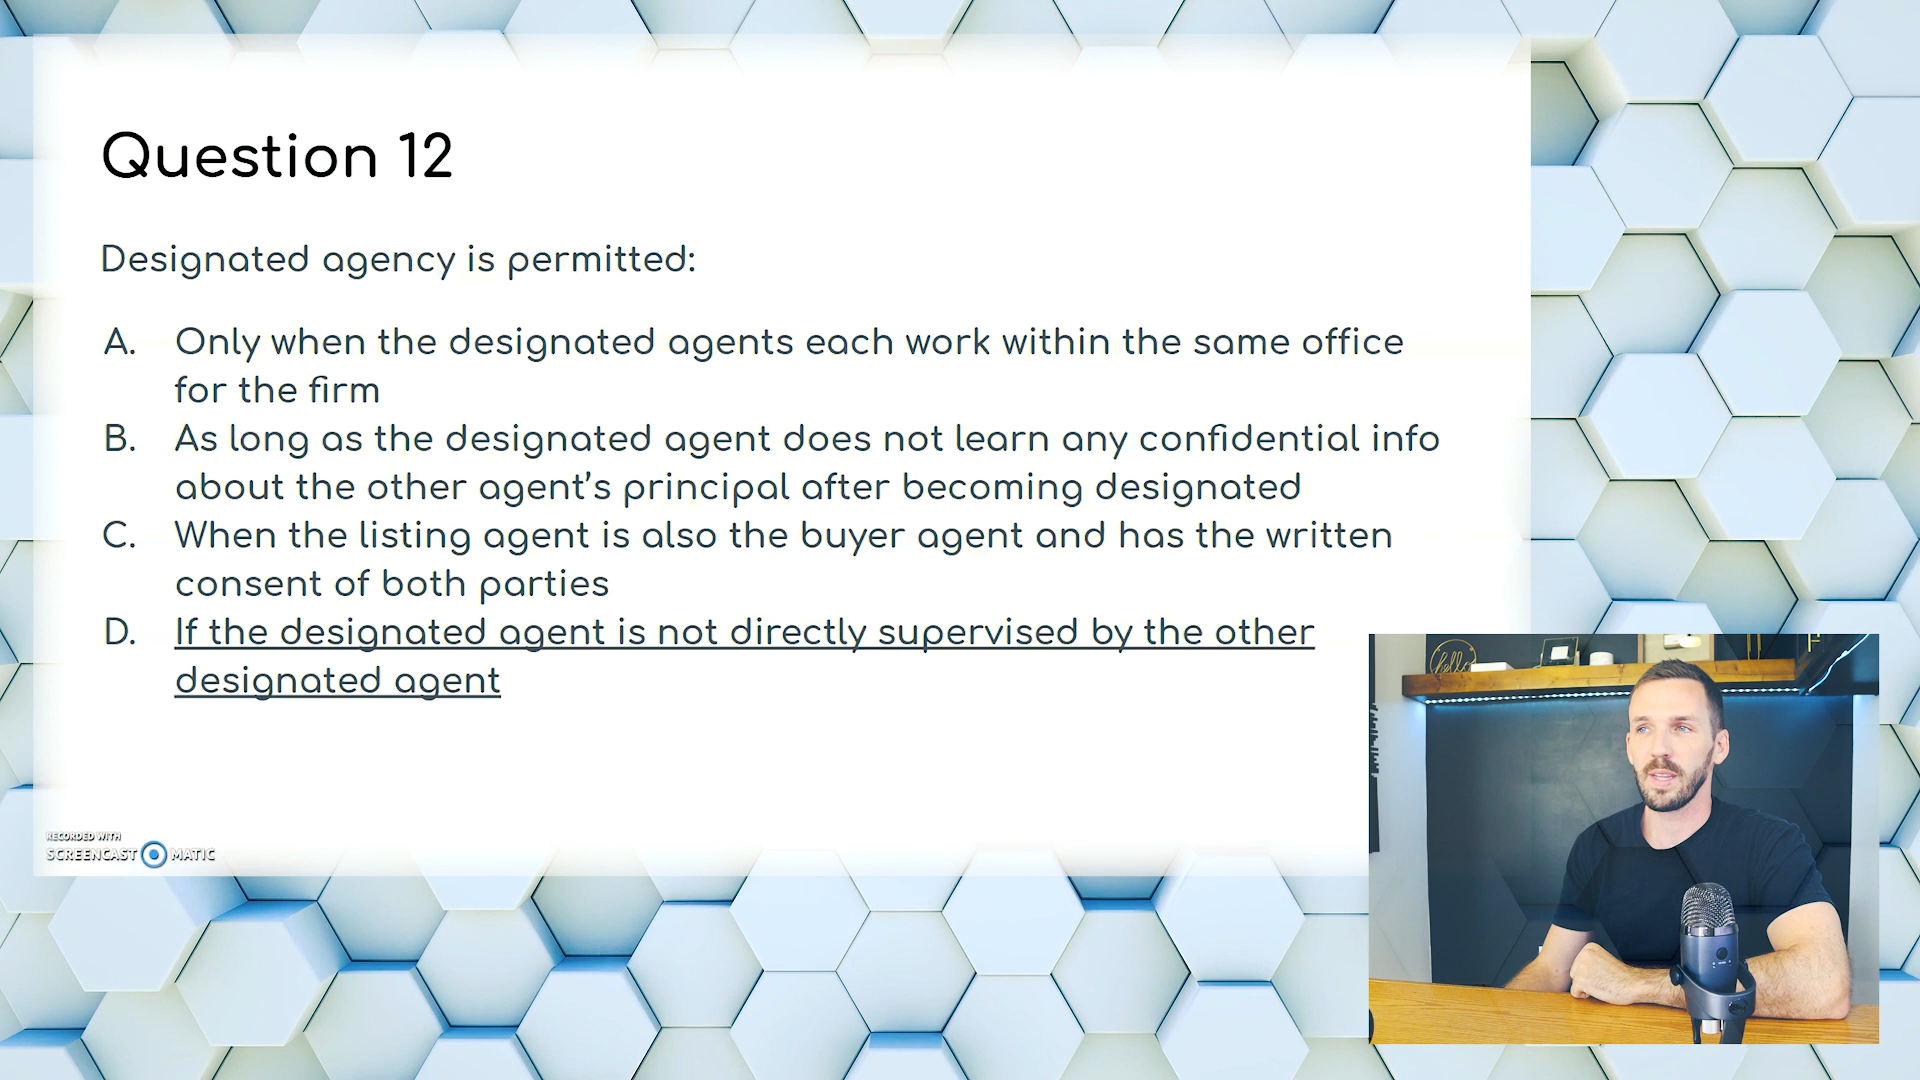 Question 12
Designated agency is permitted:
A. Only when the designated agents each work within the same office
for the firm
B. As long as the designated agent does not learn any confidential info
about the other agent's principal after becoming designated
C. When the listing agent is also the buyer agent and has the written
consent of both parties
D. If the designated agent is not directly supervised by the other
designated agent
hello
RECORDED WITH
SCREENCAST MATIC